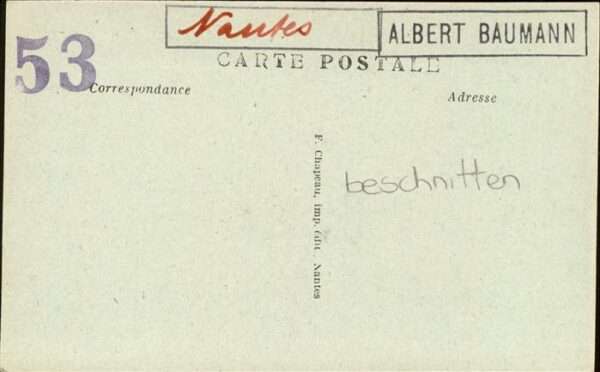 Nantes
ALBERT BAUMANN
53
CARTE POSTALE
Correspondance
Adresse
F. Chapeau, imp. édit. Nantes
beschnitten